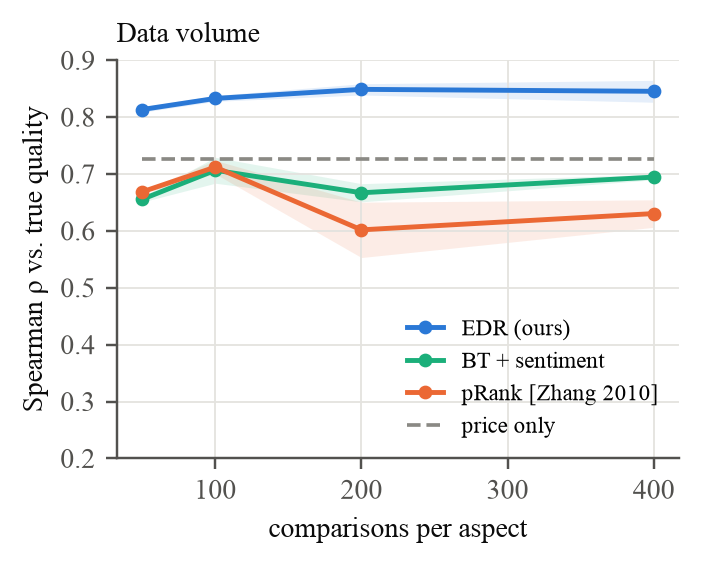 Data volume
0.9
0.8
0.7
0.6
0.5
0.4
0.3
0.2
Spearman ρ vs. true quality
EDR (ours)
BT + sentiment
pRank [Zhang 2010]
price only
100 200 300 400
comparisons per aspect